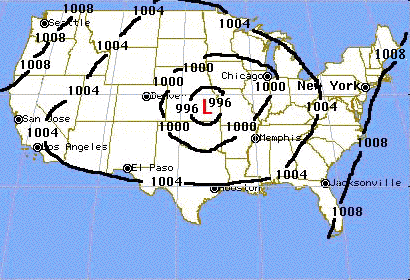 1008
1004
Seattle
1004
1008
1004
1008
1008
1000
Chicago
1000
1000
New York
Denver
996
L
996
1004
1004
San Jose
1000
1000
1004
Memphis
1008
Los Angeles
El Paso
1004
1004
Jacksonville
Houston
1008